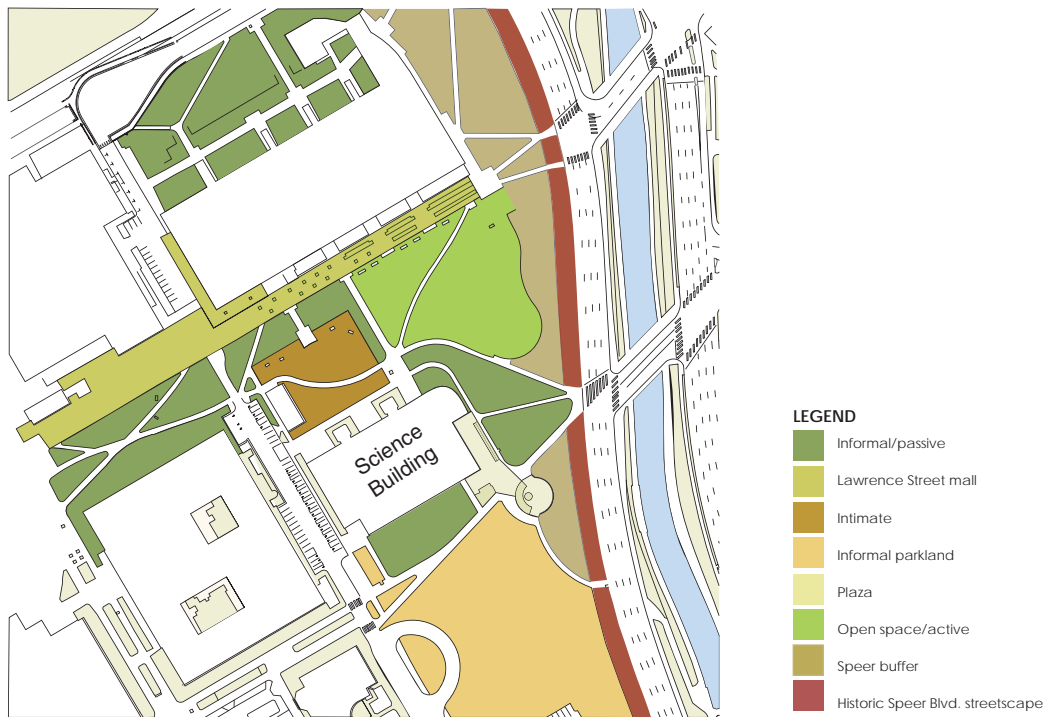 Science
Building
LEGEND
Informal/passive
Lawrence Street mall
Intimate
Informal parkland
Plaza
Open space/active
Speer buffer
Historic Speer Blvd. streetscape